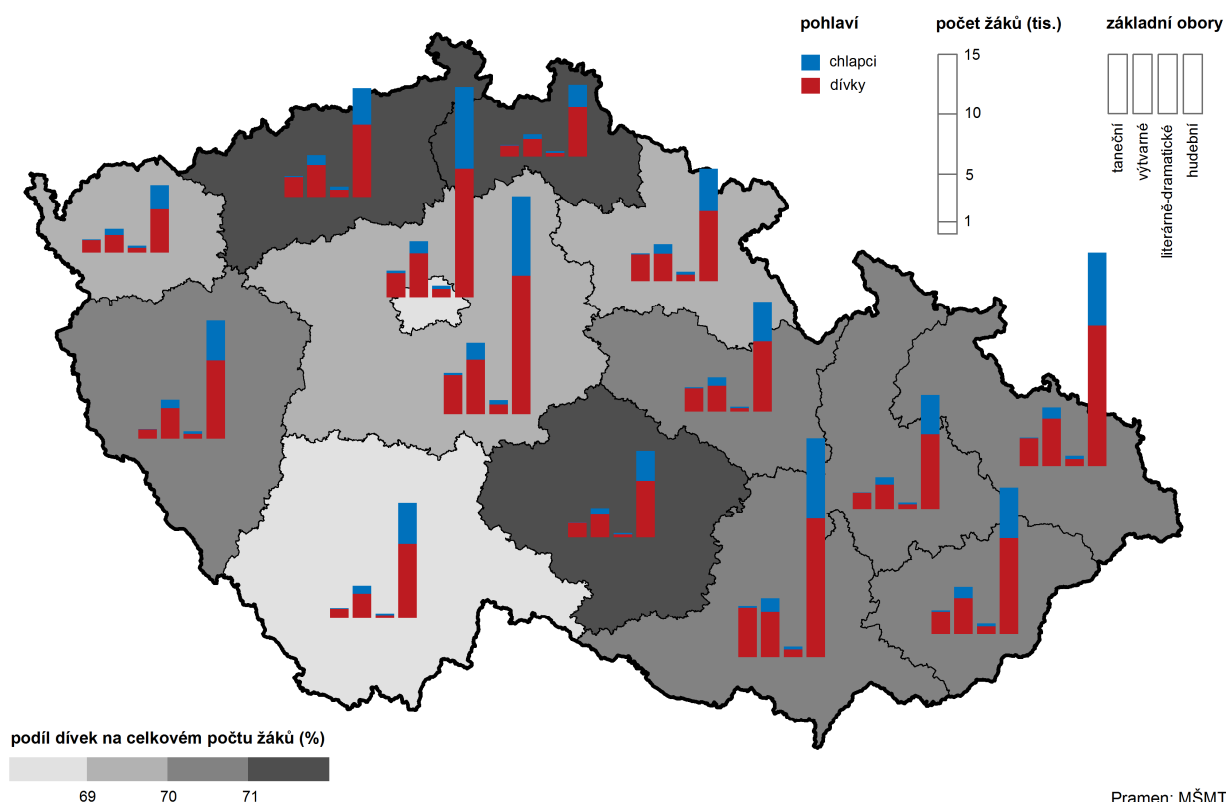 pohlaví
chlapci
dívky
počet žáků (tis.)
15
10
5
1
základní obory
taneční
výtvarné
literárně-dramatické
hudební
podíl dívek na celkovém počtu žáků (%)
69 70 71
Pramen: MŠMT